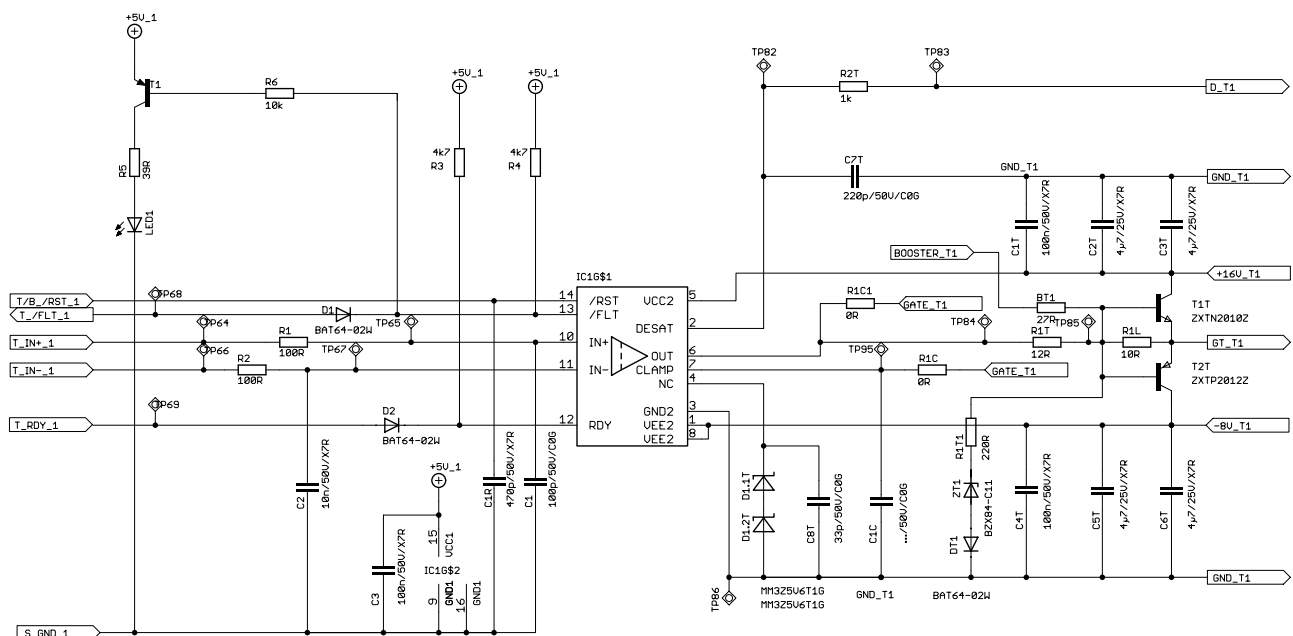 +5V_1
T1
R6
10k
R5
39R
LED1
+5V_1
+5V_1
4k7
R3
4k7
R4
TP82
TP83
R2T
1k
D_T1
C7T
220p/50V/C0G
GND_T1
GND_T1
C1T
100n/50V/X7R
C2T
4µ7/25V/X7R
C3T
4µ7/25V/X7R
BOOSTER_T1
+16V_T1
T/B_/RST_1
T_/FLT_1
TP68
D1
BAT64-02W
TP64
TP65
T_IN+_1
R1
100R
TP66
TP67
T_IN-_1
R2
100R
TP69
T_RDY_1
D2
BAT64-02W
IC1G$1
14 /RST
13 /FLT
10 IN+
11 IN-
12 RDY
VCC2 5
DESAT 2
OUT 6
CLAMP 7
NC 4
GND2 3
VEE2 1
VEE2 8
R1C1
0R
GATE_T1
TP84
BT1
27R
TP85
R1T
12R
R1L
10R
T1T
ZXTN2010Z
GT_T1
T2T
ZXTP2012Z
TP95
R1C
0R
GATE_T1
-8V_T1
R1T1
220R
ZT1
BZX84-C11
DT1
BAT64-02W
C2
10n/50V/X7R
+5V_1
C3
100n/50V/X7R
15
VCC1
IC1G$2
9
GND1
16
GND1
C1R
470p/50V/X7R
C1
100p/50V/C0G
D1.1T
D1.2T
MM3Z5V6T1G
MM3Z5V6T1G
C8T
33p/50V/C0G
C1C
.../50V/C0G
GND_T1
C4T
100n/50V/X7R
C5T
4µ7/25V/X7R
C6T
4µ7/25V/X7R
GND_T1
TP86
S_GND_1